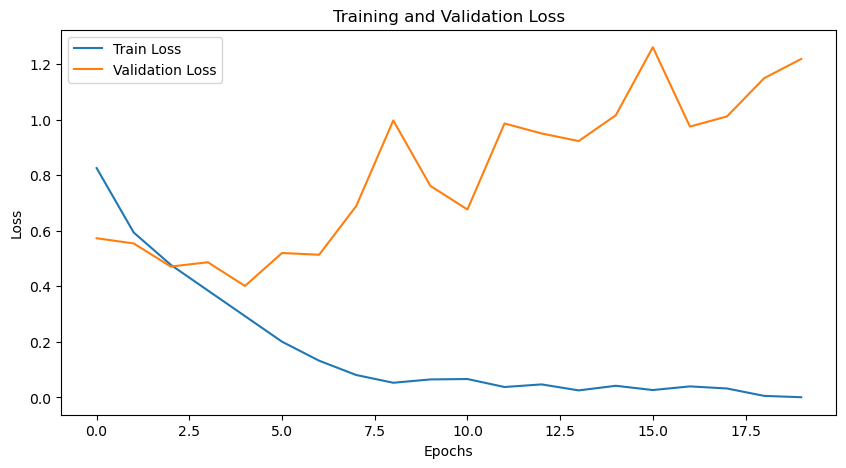 Training and Validation Loss
Train Loss
Validation Loss
Loss
1.2
1.0
0.8
0.6
0.4
0.2
0.0
0.0 2.5 5.0 7.5 10.0 12.5 15.0 17.5
Epochs